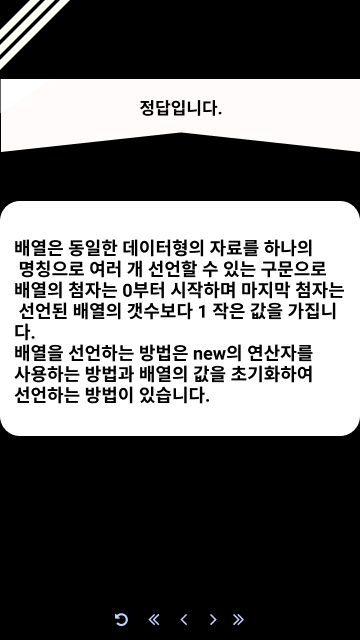 정답입니다.
배열은 동일한 데이터형의 자료를 하나의
명칭으로 여러 개 선언할 수 있는 구문으로
배열의 첨자는 0부터 시작하며 마지막 첨자는
선언된 배열의 갯수보다 1 작은 값을 가집니
다.
배열을 선언하는 방법은 new의 연산자를
사용하는 방법과 배열의 값을 초기화하여
선언하는 방법이 있습니다.